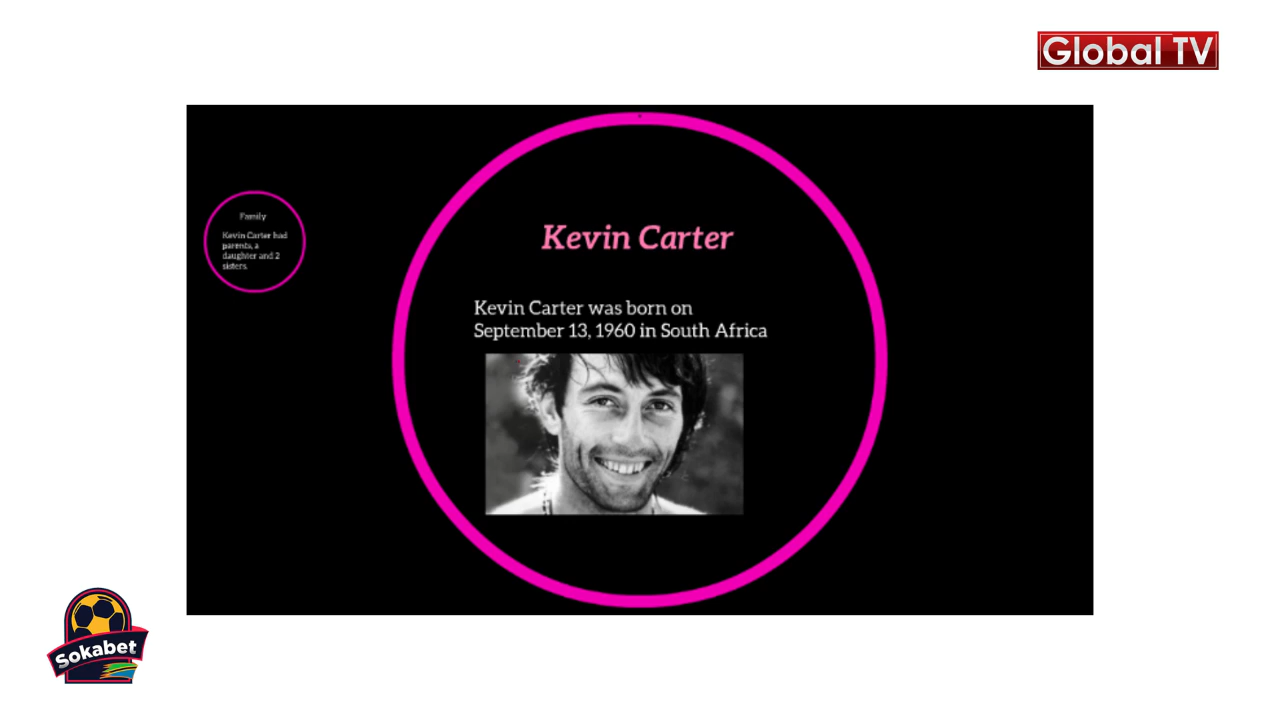 Global TV
Family
Kevin Carter had
parents, a
daughter and 2
sisters.
Kevin Carter
Kevin Carter was born on
September 13, 1960 in South Africa
Sokabet